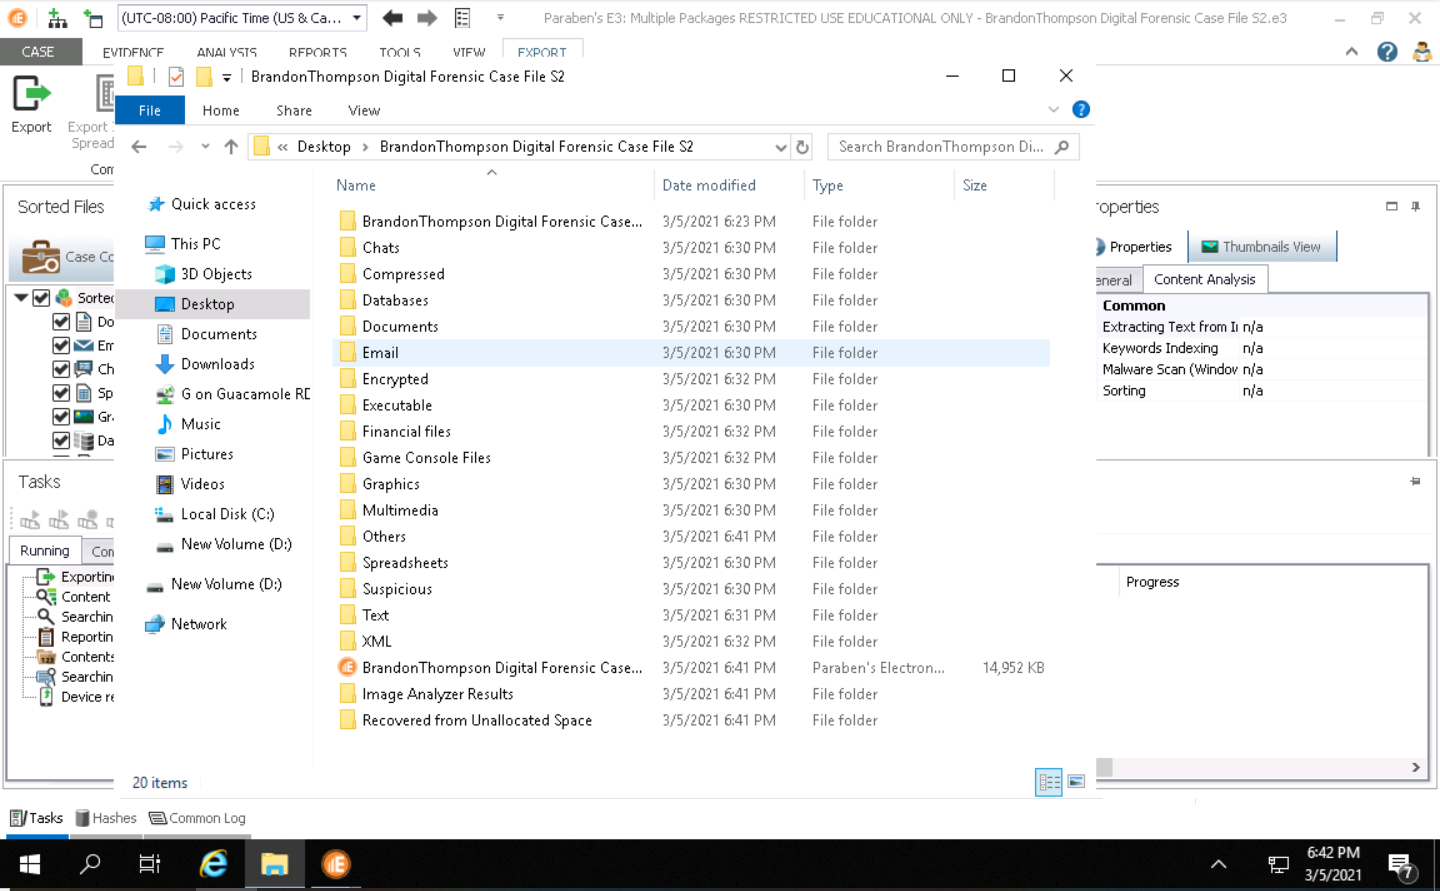 (UTC-08:00) Pacific Time (US & Ca...
Paraben's E3: Multiple Packages RESTRICTED USE EDUCATIONAL ONLY - BrandonThompson Digital Forensic Case File S2.e3
CASE
EVIDENCE
ANALYSIS
REPORTS
TOOLS
VIEW
EXPORT
Export
Export
Sprea
Con
BrandonThompson Digital Forensic Case File S2
File
Home
Share
View
« Desktop > BrandonThompson Digital Forensic Case File S2
Search BrandonThompson Di...
Sorted Files
Case Co
Sorte
Do
Em
Ch
Sp
Gr
Da
Quick access
This PC
3D Objects
Desktop
Documents
Downloads
G on Guacamole RD
Music
Pictures
Videos
Local Disk (C:)
New Volume (D:)
New Volume (D:)
Network
Name Date modified Type Size
BrandonThompson Digital Forensic Case... 3/5/2021 6:23 PM File folder
Chats 3/5/2021 6:30 PM File folder
Compressed 3/5/2021 6:30 PM File folder
Databases 3/5/2021 6:30 PM File folder
Documents 3/5/2021 6:30 PM File folder
Email 3/5/2021 6:30 PM File folder
Encrypted 3/5/2021 6:32 PM File folder
Executable 3/5/2021 6:30 PM File folder
Financial files 3/5/2021 6:32 PM File folder
Game Console Files 3/5/2021 6:32 PM File folder
Graphics 3/5/2021 6:30 PM File folder
Multimedia 3/5/2021 6:30 PM File folder
Others 3/5/2021 6:41 PM File folder
Spreadsheets 3/5/2021 6:30 PM File folder
Suspicious 3/5/2021 6:30 PM File folder
Text 3/5/2021 6:31 PM File folder
XML 3/5/2021 6:32 PM File folder
BrandonThompson Digital Forensic Case... 3/5/2021 6:41 PM Paraben's Electron... 14,952 KB
Image Analyzer Results 3/5/2021 6:41 PM File folder
Recovered from Unallocated Space 3/5/2021 6:41 PM File folder
20 items
roperties
Properties
Thumbnails View
eneral
Content Analysis
Common
Extracting Text from I n/a
Keywords Indexing n/a
Malware Scan (Window n/a
Sorting n/a
Tasks
Running
Con
Exportin
Content
Searchin
Reportin
Contents
Searchin
Device re
Progress
Tasks
Hashes
Common Log
6:42 PM
3/5/2021
7